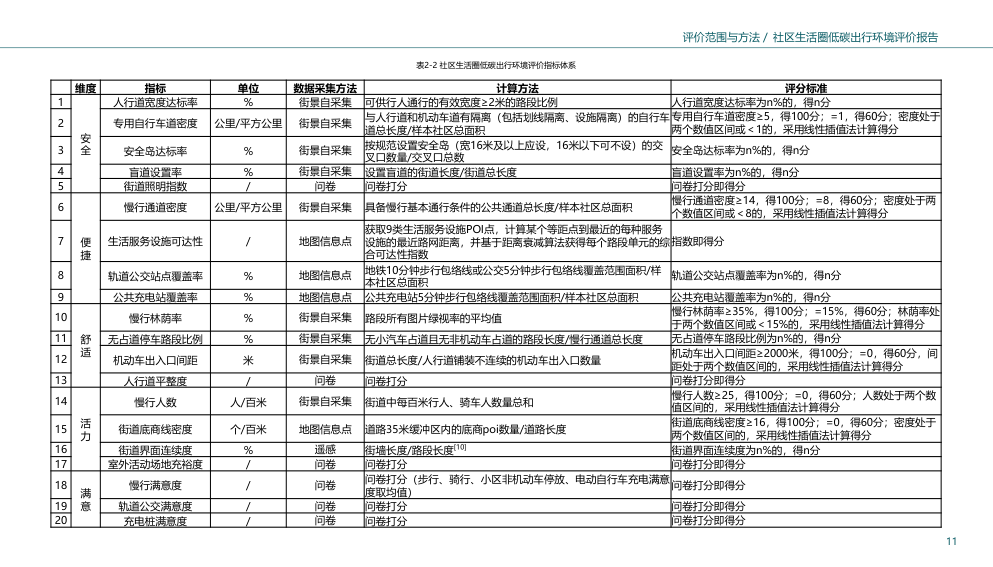 评价范围与方法 / 社区生活圈低碳出行环境评价报告
表2-2 社区生活圈低碳出行环境评价指标体系
维度 指标 单位 数据采集方法 计算方法 评分标准
安全
1 人行道宽度达标率 % 街景自采集 可供行人通行的有效宽度≥2米的路段比例 人行道宽度达标率为n%的，得n分
2 专用自行车道密度 公里/平方公里 街景自采集 与人行道和机动车道有隔离（包括划线隔离、设施隔离）的自行车
道总长度/样本社区总面积
专用自行车道密度≥5，得100分；=1，得60分；密度处于
两个数值区间或＜1的，采用线性插值法计算得分
3 安全岛达标率 % 街景自采集 按规范设置安全岛（宽16米及以上应设，16米以下可不设）的交
叉口数量/交叉口总数
安全岛达标率为n%的，得n分
4 盲道设置率 % 街景自采集 设置盲道的街道长度/街道总长度 盲道设置率为n%的，得n分
5 街道照明指数 / 问卷 问卷打分 问卷打分即得分
便捷
6 慢行通道密度 公里/平方公里 街景自采集 具备慢行基本通行条件的公共通道总长度/样本社区总面积
慢行通道密度≥14，得100分；=8，得60分；密度处于两
个数值区间或＜8的，采用线性插值法计算得分
7 生活服务设施可达性 / 地图信息点 获取9类生活服务设施POI点，计算某个等距点到最近的每种服务
设施的最近路网距离，并基于距离衰减算法获得每个路段单元的综
合可达性指数
指数即得分
8 轨道公交站点覆盖率 % 地图信息点 地铁10分钟步行包络线或公交5分钟步行包络线覆盖范围面积/样
本社区总面积
轨道公交站点覆盖率为n%的，得n分
9 公共充电站覆盖率 % 地图信息点 公共充电站5分钟步行包络线覆盖范围面积/样本社区总面积 公共充电站覆盖率为n%的，得n分
舒适
10 慢行林荫率 % 街景自采集 路段所有图片绿视率的平均值
慢行林荫率≥35%，得100分；=15%，得60分；林荫率处
于两个数值区间或＜15%的，采用线性插值法计算得分
11 无占道停车路段比例 % 街景自采集 无小汽车占道且无非机动车占道的路段长度/慢行通道总长度 无占道停车路段比例为n%的，得n分
12 机动车出入口间距 米 街景自采集 街道总长度/人行道铺装不连续的机动车出入口数量
机动车出入口间距≥2000米，得100分；=0，得60分，间
距处于两个数值区间的，采用线性插值法计算得分
13 人行道平整度 / 问卷 问卷打分 问卷打分即得分
活力
14 慢行人数 人/百米 街景自采集 街道中每百米行人、骑车人数量总和
慢行人数≥25，得100分；=0，得60分；人数处于两个数
值区间的，采用线性插值法计算得分
15 街道底商线密度 个/百米 地图信息点 道路35米缓冲区内的底商poi数量/道路长度
街道底商线密度≥16，得100分；=0，得60分；密度处于
两个数值区间的，采用线性插值法计算得分
16 街道界面连续度 % 遥感 街墙长度/路段长度[10] 街道界面连续度为n%的，得n分
17 室外活动场地充裕度 / 问卷 问卷打分 问卷打分即得分
满意
18 慢行满意度 / 问卷 问卷打分（步行、骑行、小区非机动车停放、电动自行车充电满意
度取均值）
问卷打分即得分
19 轨道公交满意度 / 问卷 问卷打分 问卷打分即得分
20 充电桩满意度 / 问卷 问卷打分 问卷打分即得分
11